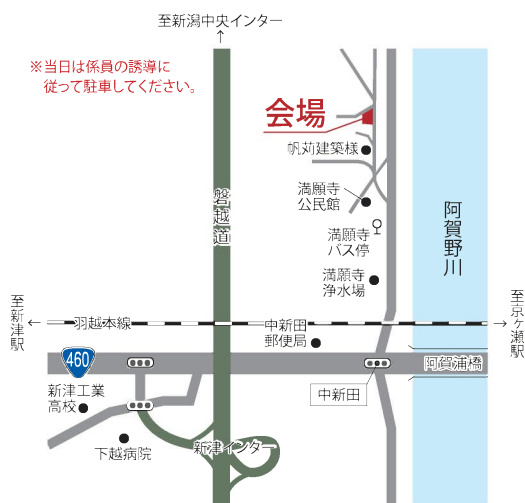 至新潟中央インター
↑
※当日は係員の誘導に
従って駐車してください。
会場
帆苅建築様
満願寺
公民館
磐越道
満願寺
バス停
阿賀野川
満願寺
浄水場
至新津駅
←
羽越本線
中新田
郵便局
→
至京ヶ瀬駅
460
阿賀浦橋
新津工業
高校
中新田
下越病院
新津インター